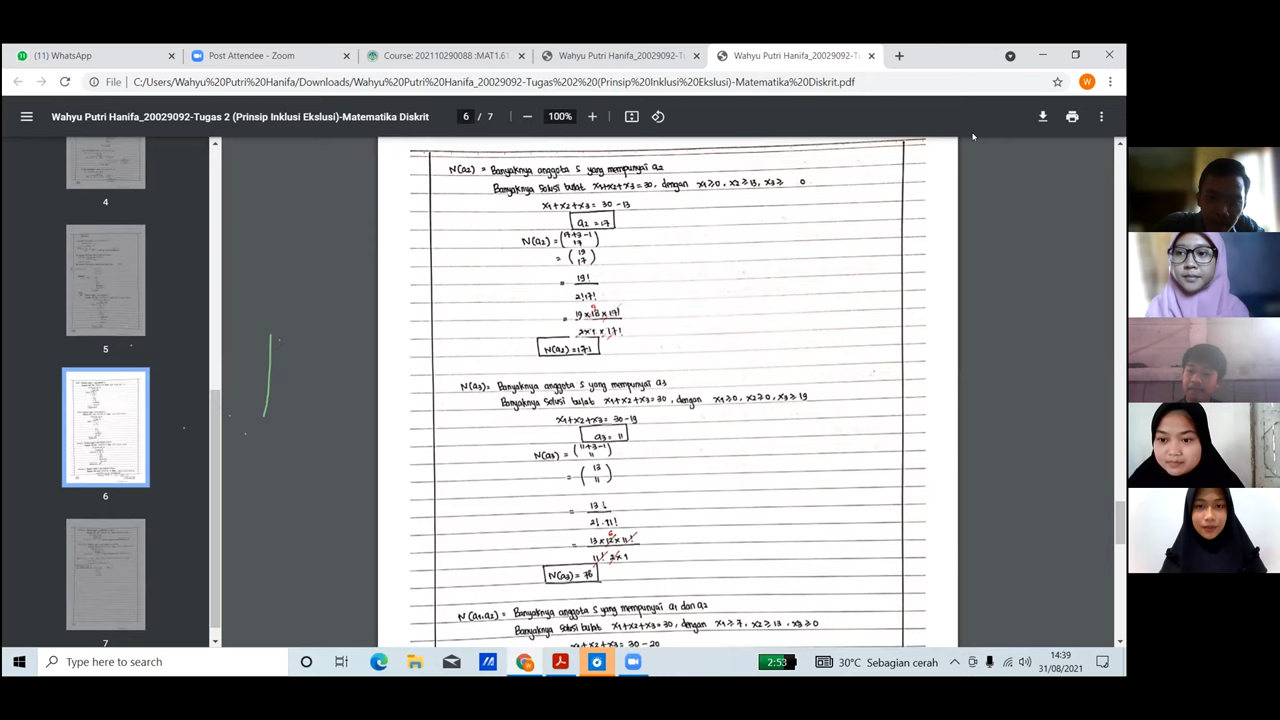 (11) WhatsApp
Post Attendee - Zoom
Course: 202110290088 :MAT1.61
Wahyu Putri Hanifa_20029092-Tu
Wahyu Putri Hanifa_20029092-T
File C:/Users/Wahyu%20Putri%20Hanifa/Downloads/Wahyu%20Putri%20Hanifa_20029092-Tugas%202%20(Prinsip%20Inklusi%20Ekslusi)-Matematika%20Diskrit.pdf
W
Wahyu Putri Hanifa_20029092-Tugas 2 (Prinsip Inklusi Ekslusi)-Matematika Diskrit
6 / 7
100%
4
5
6
7
N(a2) = Banyaknya anggota S yang mempunyai a2
Banyaknya solusi bulat x1+x2+x3 = 30, dengan x1≥0, x2≥13, x3≥ 0
x1+x2+x3 = 30 -13
a2 = 17
N(a2) = (17+3-1
17)
= (19
17)
= 19!
2!17!
9
= 19×18×17!
2×1×17!
N(a2) = 171
N(a3) = Banyaknya anggota S yang mempunyai a3
Banyaknya solusi bulat x1+x2+x3 = 30, dengan x1≥0, x2≥0, x3≥19
x1+x2+x3 = 30-19
a3 = 11
N(a3) = (11+3-1
11)
= (13
11)
= 13!
2! 11!
6
= 13×12×11!
11! 2×1
N(a3) = 78
N(a1.a2) = Banyaknya anggota S yang mempunyai a1 dan a2
Banyaknya solusi bulat x1+x2+x3 = 30, dengan x1≥7, x2≥13, x3≥0
x1+x2+x3 = 30-20
Type here to search
2:53
30°C Sebagian cerah
14:39
31/08/2021